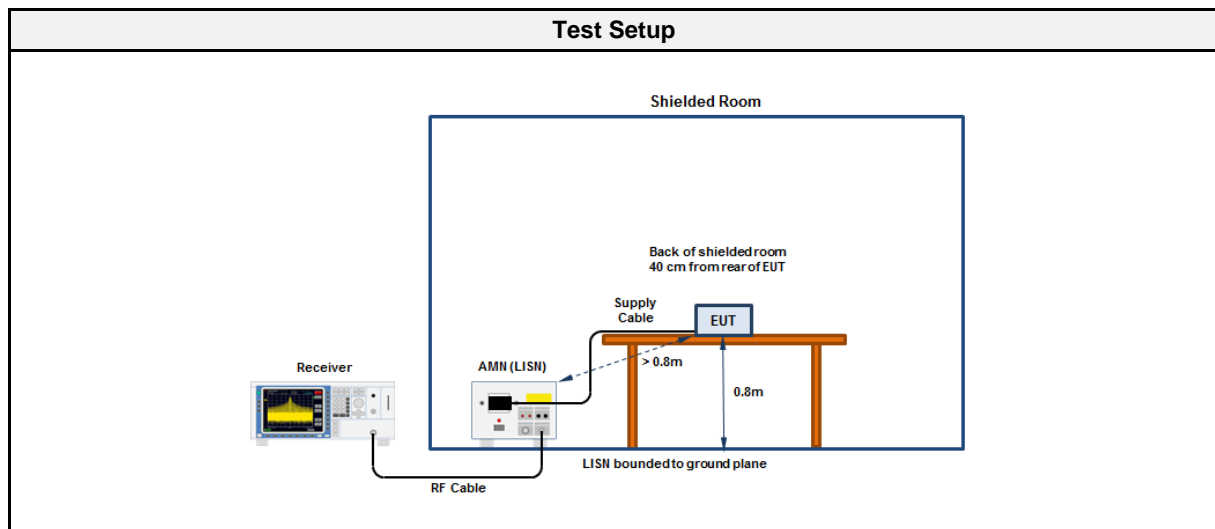 Test Setup
Shielded Room
Back of shielded room
40 cm from rear of EUT
Supply
Cable
EUT
> 0.8m
AMN (LISN)
Receiver
0.8m
LISN bounded to ground plane
RF Cable